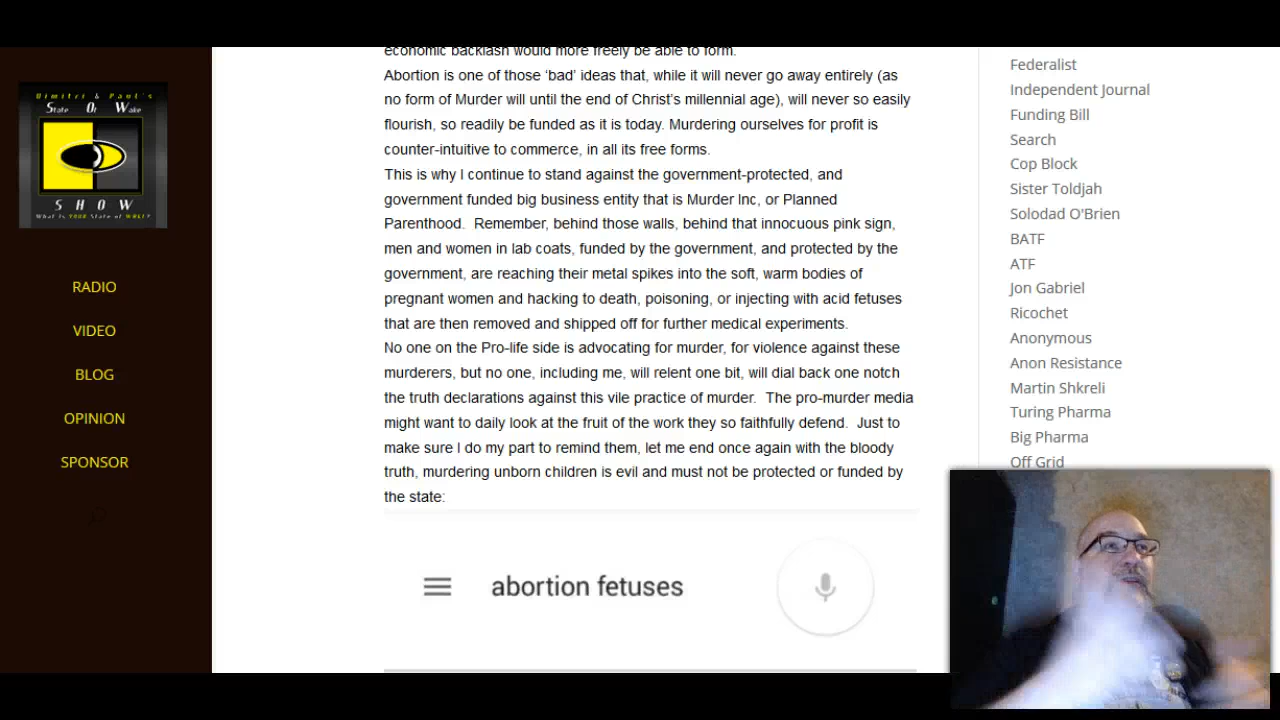 Dimitri & Paul's
State Of Wake
SHOW
What is YOUR State of WAKE?
RADIO
VIDEO
BLOG
OPINION
SPONSOR
economic backlash would more freely be able to form.
Abortion is one of those ‘bad’ ideas that, while it will never go away entirely (as
no form of Murder will until the end of Christ’s millennial age), will never so easily
flourish, so readily be funded as it is today. Murdering ourselves for profit is
counter-intuitive to commerce, in all its free forms.
This is why I continue to stand against the government-protected, and
government funded big business entity that is Murder Inc, or Planned
Parenthood.  Remember, behind those walls, behind that innocuous pink sign,
men and women in lab coats, funded by the government, and protected by the
government, are reaching their metal spikes into the soft, warm bodies of
pregnant women and hacking to death, poisoning, or injecting with acid fetuses
that are then removed and shipped off for further medical experiments.
No one on the Pro-life side is advocating for murder, for violence against these
murderers, but no one, including me, will relent one bit, will dial back one notch
the truth declarations against this vile practice of murder.  The pro-murder media
might want to daily look at the fruit of the work they so faithfully defend.  Just to
make sure I do my part to remind them, let me end once again with the bloody
truth, murdering unborn children is evil and must not be protected or funded by
the state:
abortion fetuses
Federalist
Independent Journal
Funding Bill
Search
Cop Block
Sister Toldjah
Solodad O'Brien
BATF
ATF
Jon Gabriel
Ricochet
Anonymous
Anon Resistance
Martin Shkreli
Turing Pharma
Big Pharma
Off Grid